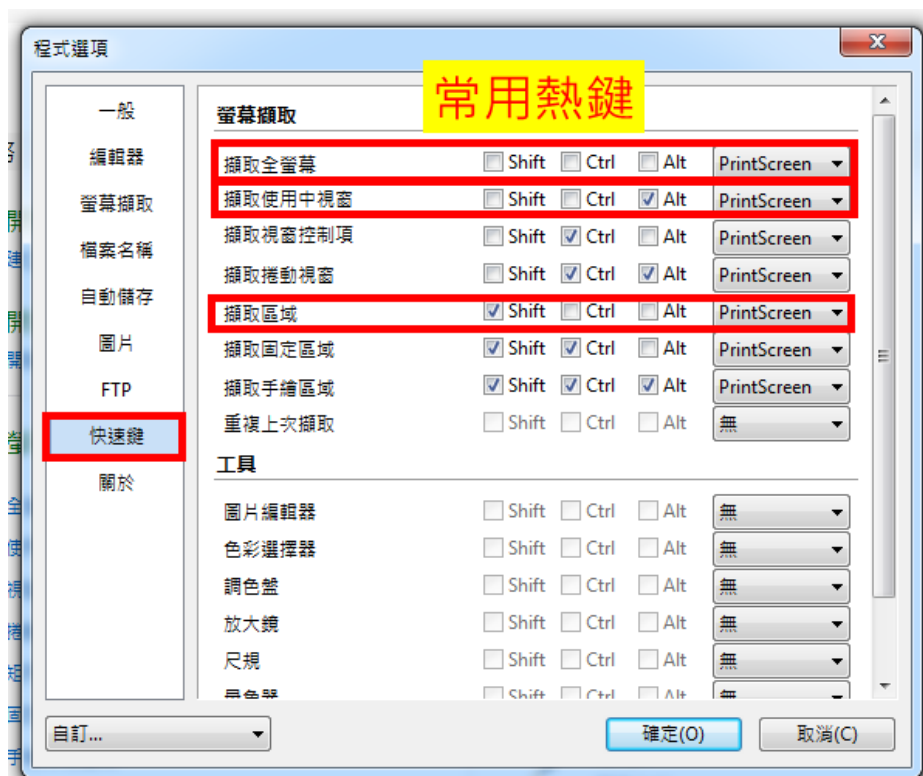 程式選項
常用熱鍵
一般
編輯器
螢幕擷取
檔案名稱
自動儲存
圖片
FTP
快速鍵
關於
螢幕擷取
擷取全螢幕 Shift Ctrl Alt PrintScreen
擷取使用中視窗 Shift Ctrl Alt PrintScreen
擷取視窗控制項 Shift Ctrl Alt PrintScreen
擷取捲動視窗 Shift Ctrl Alt PrintScreen
擷取區域 Shift Ctrl Alt PrintScreen
擷取固定區域 Shift Ctrl Alt PrintScreen
擷取手繪區域 Shift Ctrl Alt PrintScreen
重複上次擷取 Shift Ctrl Alt 無
工具
圖片編輯器 Shift Ctrl Alt 無
色彩選擇器 Shift Ctrl Alt 無
調色盤 Shift Ctrl Alt 無
放大鏡 Shift Ctrl Alt 無
尺規 Shift Ctrl Alt 無
Shift Ctrl Alt 無
自訂...
確定(O) 取消(C)